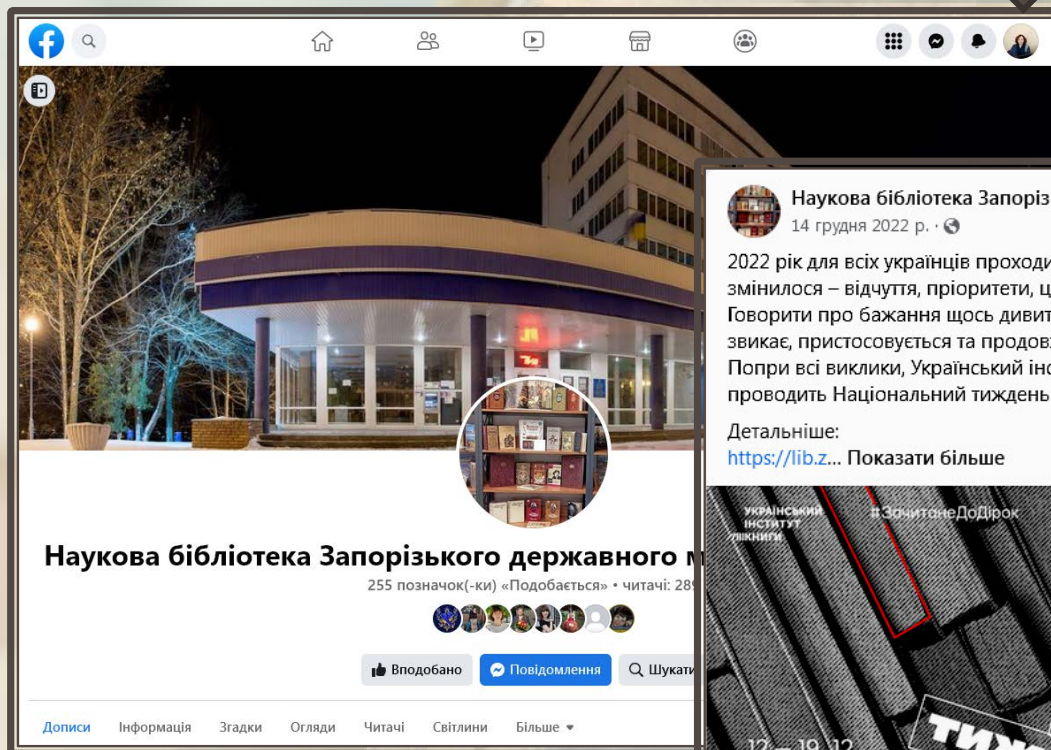 Наукова бібліотека Запорізького державного м
255 позначок(-ки) «Подобається» • читачі: 289
Вподобано
Повідомлення
Шукати
Дописи Інформація Згадки Огляди Читачі Світлини Більше
Наукова бібліотека Запоріз
14 грудня 2022 р.
2022 рік для всіх українців проходи
змінилося – відчуття, пріоритети, ц
Говорити про бажання щось дивит
звикає, пристосовується та продов
Попри всі виклики, Український інс
проводить Національний тиждень
Детальніше:
https://lib.z... Показати більше
УКРАЇНСЬКИЙ
ІНСТИТУТ
КНИГИ
#ЗачитанеДоДірок
12 – 19.12
ТИЖ